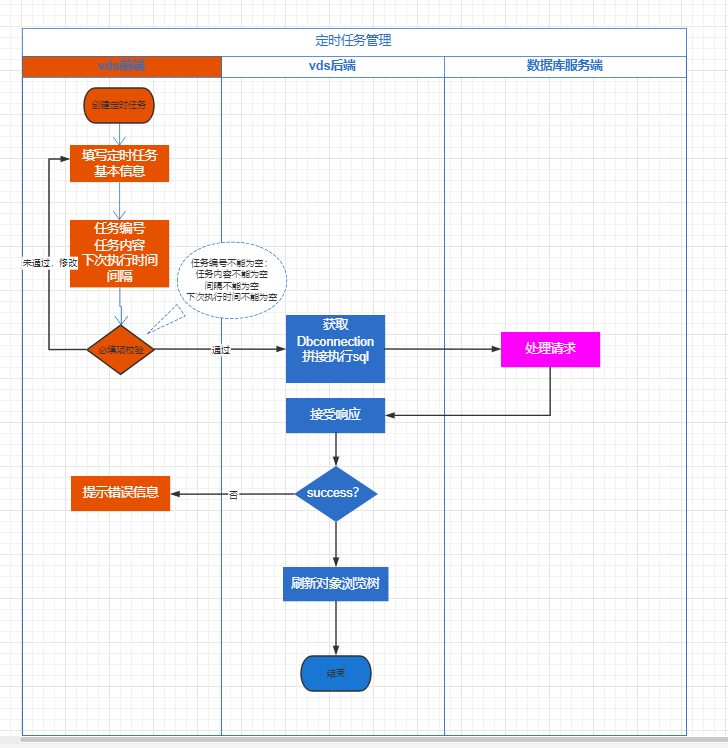 定时任务管理
vds前端
vds后端
数据库服务端
创建定时任务
填写定时任务
基本信息
任务编号
任务内容
下次执行时间
间隔
未通过，修改
任务编号不能为空；
任务内容不能为空
间隔不能为空
下次执行时间不能为空
必填项校验
通过
获取
Dbconnection
拼接执行sql
处理请求
接受响应
success?
否
提示错误信息
刷新对象浏览树
结束